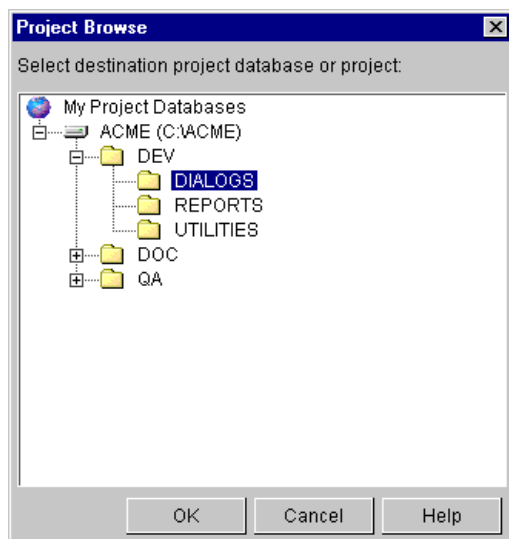 Project Browse
Select destination project database or project:
My Project Databases
ACME (C:\ACME)
DEV
DIALOGS
REPORTS
UTILITIES
DOC
QA
OK Cancel Help